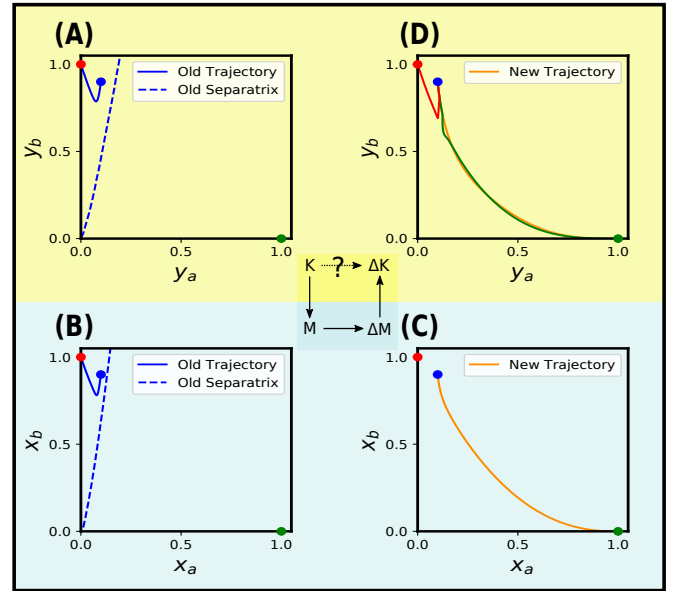 (A)
1.0
0.5
0.0
y_b
Old Trajectory
Old Separatrix
0.0 0.5 1.0
y_a
(D)
1.0
0.5
0.0
y_b
New Trajectory
0.0 0.5 1.0
y_a
K ? ΔK
M ΔM
(B)
1.0
0.5
0.0
x_b
Old Trajectory
Old Separatrix
0.0 0.5 1.0
x_a
(C)
1.0
0.5
0.0
x_b
New Trajectory
0.0 0.5 1.0
x_a